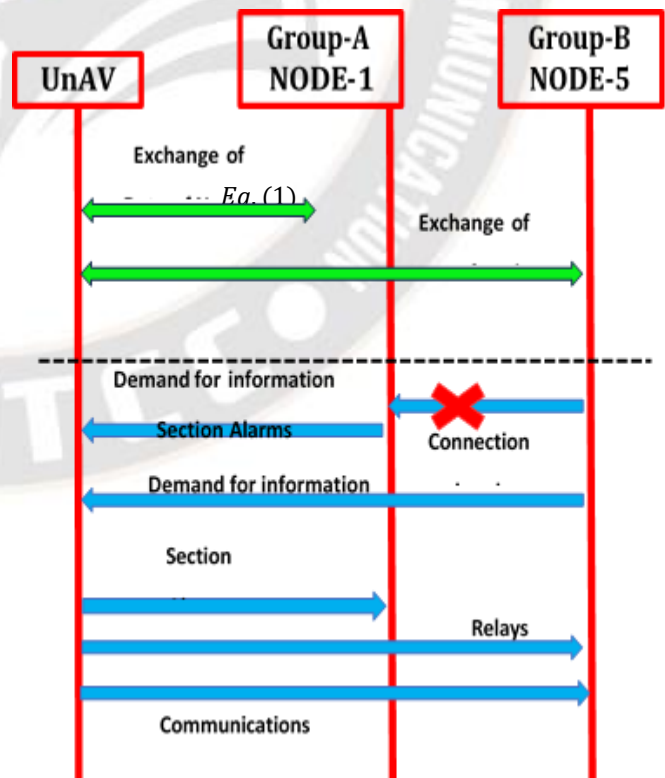 UnAV
Group-A
NODE-1
Group-B
NODE-5
Exchange of
Eq. (1)
Exchange of
Demand for information
Section Alarms
Connection
Demand for information
Section
Relays
Communications